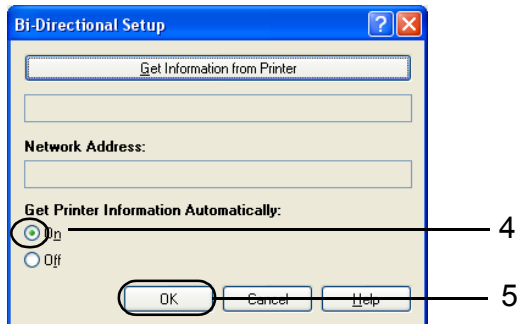 Bi-Directional Setup
Get Information from Printer
Network Address:
Get Printer Information Automatically:
On
4
Off
OK Cancel Help
5